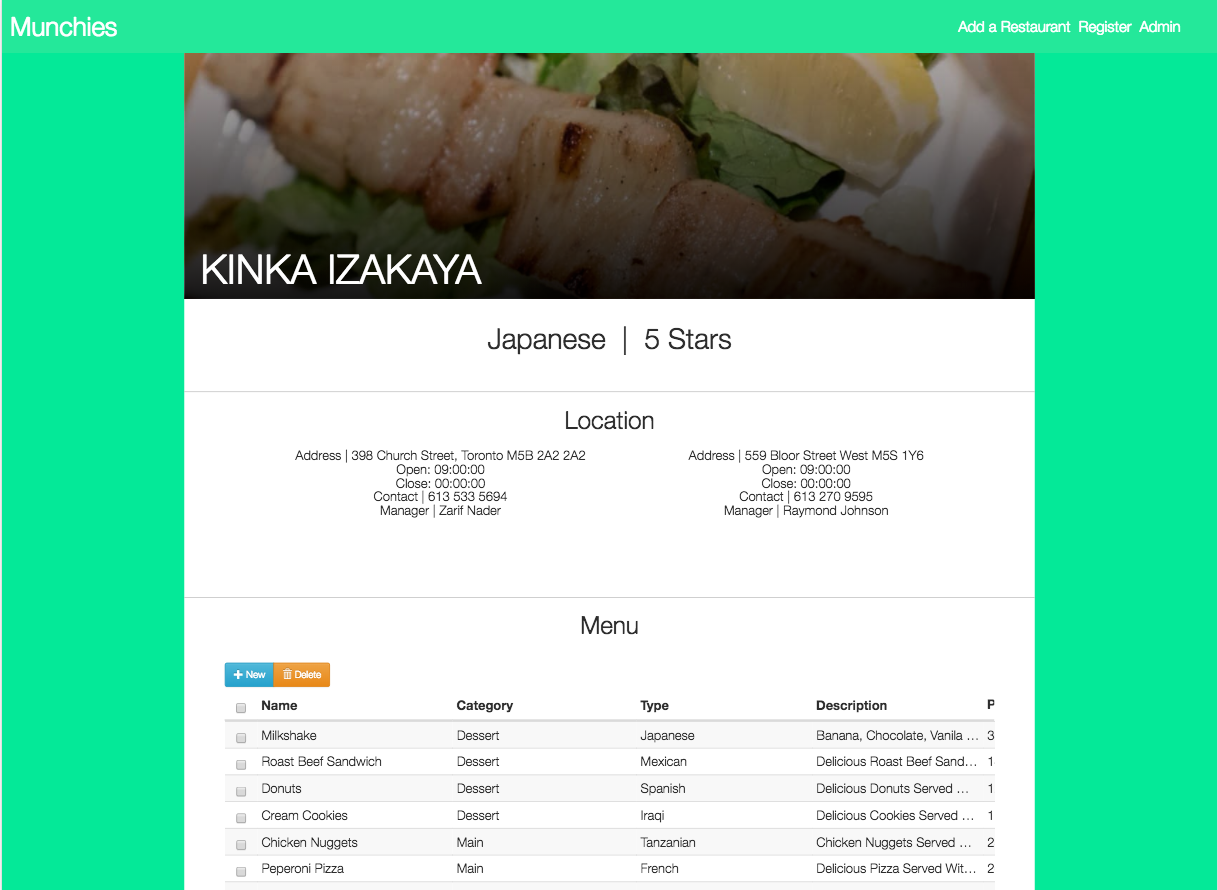 Munchies
Add a Restaurant Register Admin
KINKA IZAKAYA
Japanese | 5 Stars
Location
Address | 398 Church Street, Toronto M5B 2A2 2A2
Open: 09:00:00
Close: 00:00:00
Contact | 613 533 5694
Manager | Zarif Nader
Address | 559 Bloor Street West M5S 1Y6
Open: 09:00:00
Close: 00:00:00
Contact | 613 270 9595
Manager | Raymond Johnson
Menu
New Delete
Name Category Type Description P
Milkshake Dessert Japanese Banana, Chocolate, Vanila ... 3
Roast Beef Sandwich Dessert Mexican Delicious Roast Beef Sand... 1
Donuts Dessert Spanish Delicious Donuts Served ... 1
Cream Cookies Dessert Iraqi Delicious Cookies Served ... 1
Chicken Nuggets Main Tanzanian Chicken Nuggets Served ... 2
Peperoni Pizza Main French Delicious Pizza Served Wit... 2